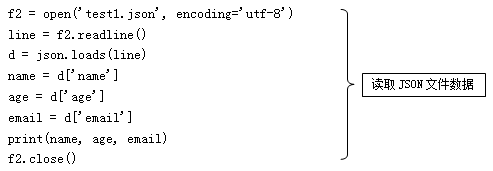 f2 = open('test1.json', encoding='utf-8')
line = f2.readline()
d = json.loads(line)
name = d['name']
age = d['age']
email = d['email']
print(name, age, email)
f2.close()
读取 JSON 文件数据